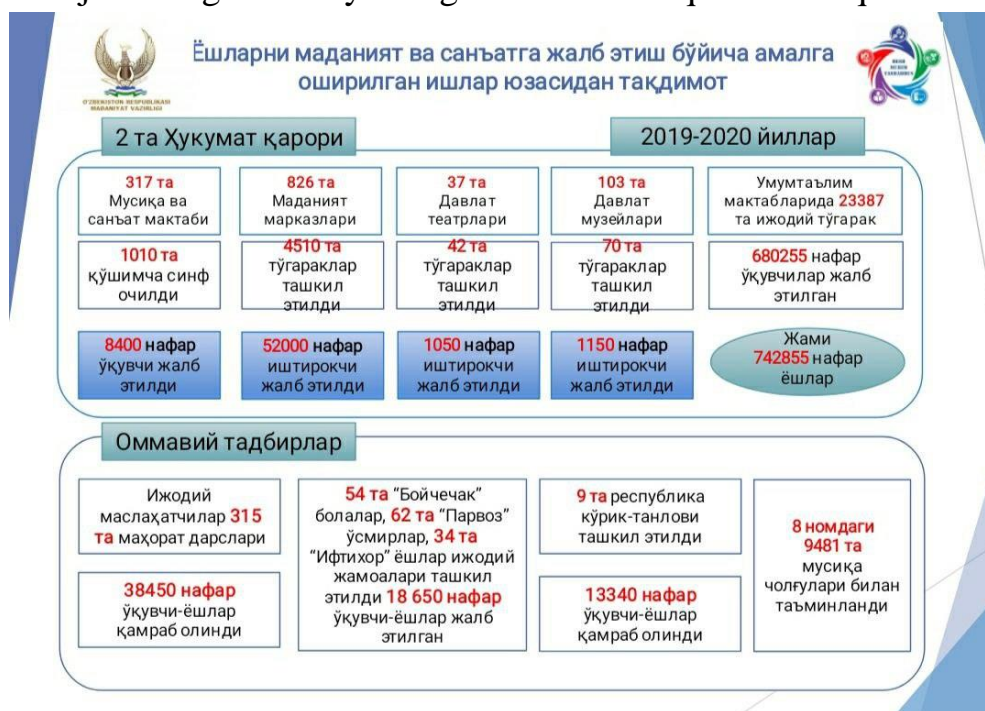 Ёшларни маданият ва санъатга жалб этиш бўйича амалга
оширилган ишлар юзасидан тақдимот
O'ZBEKISTON RESPUBLIKASI
MADANIYAT VAZIRLIGI
2 та Ҳукумат қарори
2019-2020 йиллар
317 та
Мусиқа ва
санъат мактаби
826 та
Маданият
марказлари
37 та
Давлат
театрлари
103 та
Давлат
музейлари
Умумтаълим
мактабларида 23387
та ижодий тўгарак
1010 та
қўшимча синф
очилди
4510 та
тўгараклар
ташкил
этилди
42 та
тўгараклар
ташкил
этилди
70 та
тўгараклар
ташкил
этилди
680255 нафар
ўқувчилар жалб
этилган
8400 нафар
ўқувчи жалб
этилди
52000 нафар
иштирокчи
жалб этилди
1050 нафар
иштирокчи
жалб этилди
1150 нафар
иштирокчи
жалб этилди
Жами
742855 нафар
ёшлар
Оммавий тадбирлар
Ижодий
маслаҳатчилар 315
та маҳорат дарслари
38450 нафар
ўқувчи-ёшлар
қамраб олинди
54 та “Бойчечак”
болалар, 62 та “Парвоз”
ўсмирлар, 34 та
“Ифтихор” ёшлар ижодий
жамоалари ташкил
этилди 18 650 нафар
ўқувчи-ёшлар жалб
этилган
9 та республика
кўрик-танлови
ташкил этилди
13340 нафар
ўқувчи-ёшлар
қамраб олинди
8 номдаги
9481 та
мусиқа
чолғулари билан
таъминланди